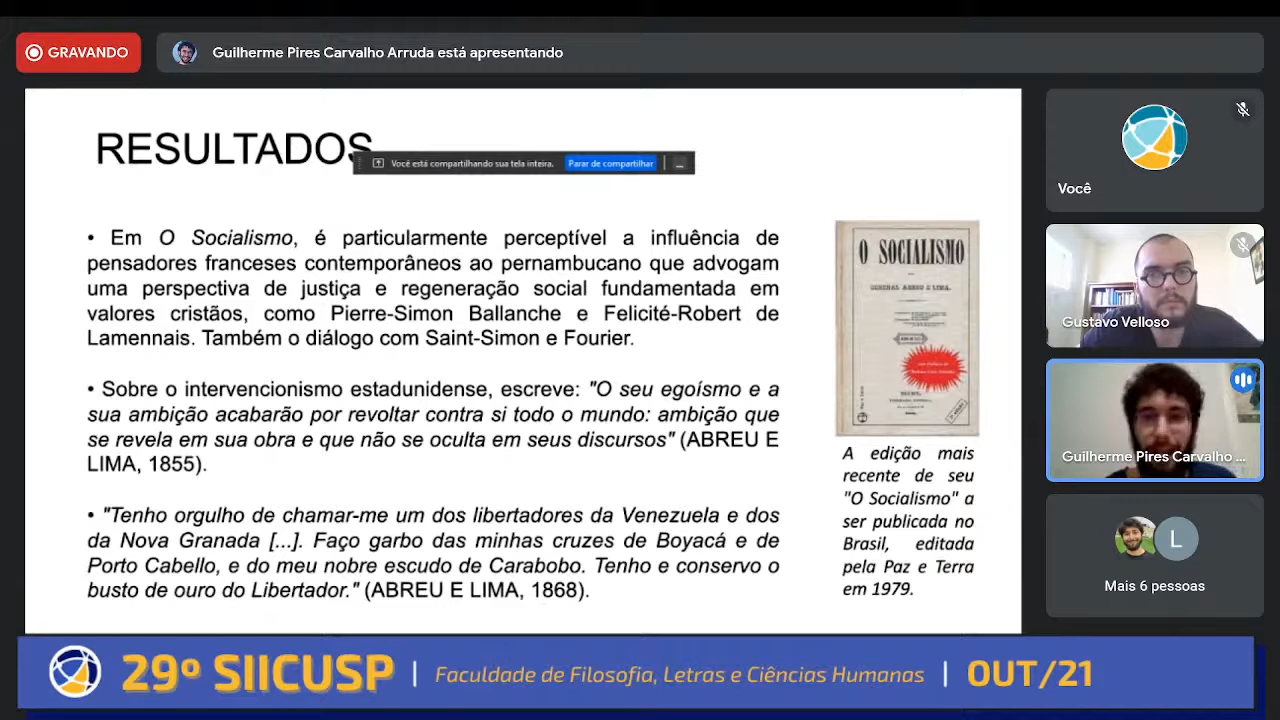 GRAVANDO
Guilherme Pires Carvalho Arruda está apresentando
RESULTADOS
Você está compartilhando sua tela inteira.
Parar de compartilhar
• Em O Socialismo, é particularmente perceptível a influência de
pensadores franceses contemporâneos ao pernambucano que advogam
uma perspectiva de justiça e regeneração social fundamentada em
valores cristãos, como Pierre-Simon Ballanche e Felicité-Robert de
Lamennais. Também o diálogo com Saint-Simon e Fourier.
• Sobre o intervencionismo estadunidense, escreve: "O seu egoísmo e a
sua ambição acabarão por revoltar contra si todo o mundo: ambição que
se revela em sua obra e que não se oculta em seus discursos" (ABREU E
LIMA, 1855).
• "Tenho orgulho de chamar-me um dos libertadores da Venezuela e dos
da Nova Granada [...]. Faço garbo das minhas cruzes de Boyacá e de
Porto Cabello, e do meu nobre escudo de Carabobo. Tenho e conservo o
busto de ouro do Libertador." (ABREU E LIMA, 1868).
O SOCIALISMO
GENERAL ABREU E LIMA.
A edição mais
recente de seu
"O Socialismo" a
ser publicada no
Brasil, editada
pela Paz e Terra
em 1979.
Você
Gustavo Velloso
Guilherme Pires Carvalho ...
L
Mais 6 pessoas
29º SIICUSP | Faculdade de Filosofia, Letras e Ciências Humanas | OUT/21